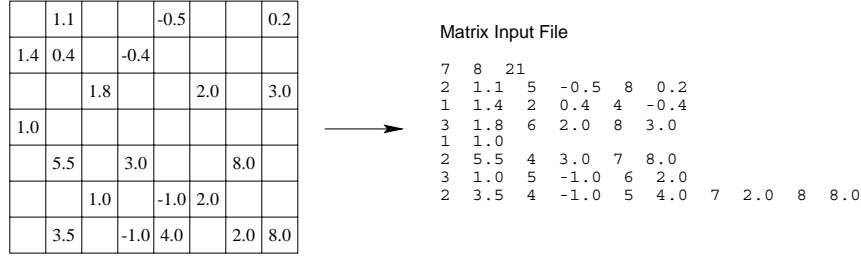 1.1 -0.5 0.2
1.4 0.4 -0.4
1.8 2.0 3.0
1.0
5.5 3.0 8.0
1.0 -1.0 2.0
3.5 -1.0 4.0 2.0 8.0
Matrix Input File
7 8 21
2 1.1 5 -0.5 8 0.2
1 1.4 2 0.4 4 -0.4
3 1.8 6 2.0 8 3.0
1 1.0
2 5.5 4 3.0 7 8.0
3 1.0 5 -1.0 6 2.0
2 3.5 4 -1.0 5 4.0 7 2.0 8 8.0